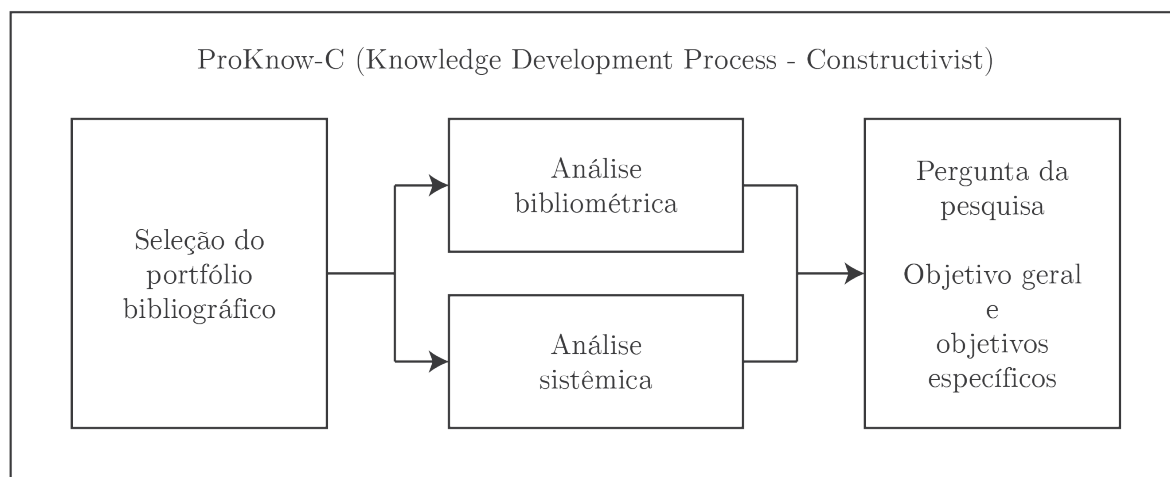 ProKnow-C (Knowledge Development Process - Constructivist)
Seleção do
portfólio
bibliográfico
Análise
bibliométrica
Análise
sistêmica
Pergunta da
pesquisa
Objetivo geral
e
objetivos
específicos